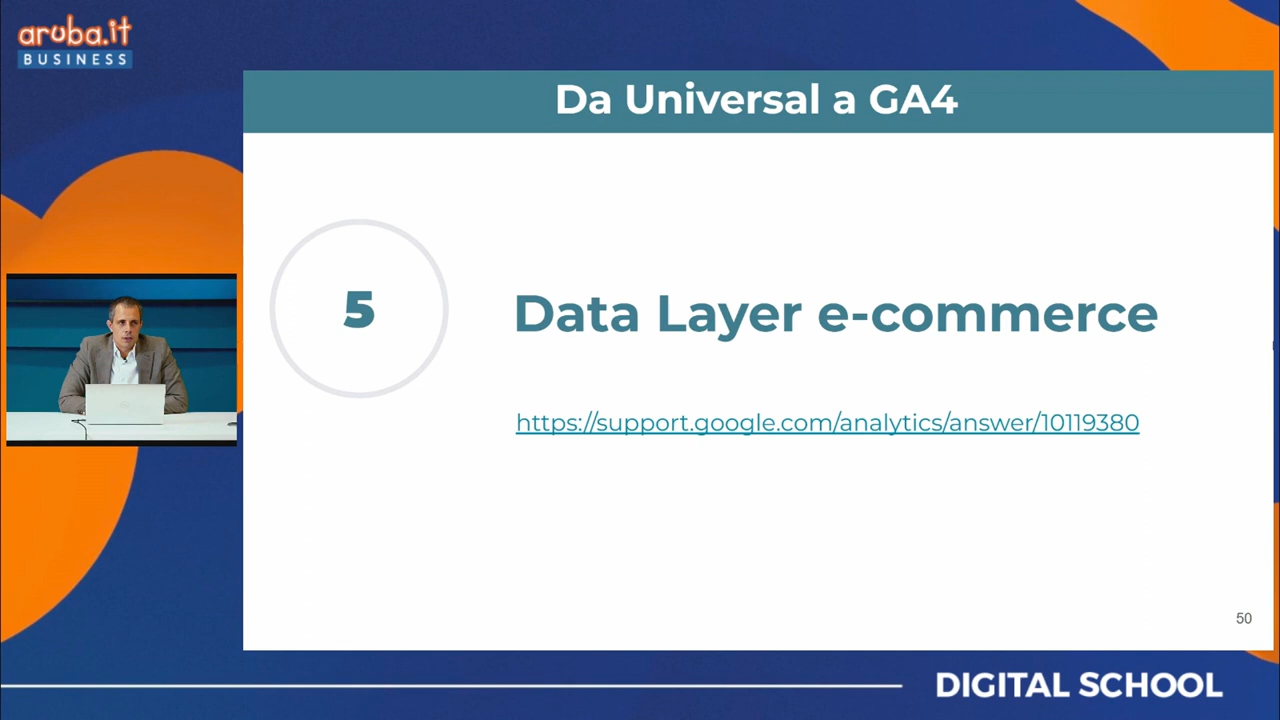 aruba.it
BUSINESS
Da Universal a GA4
5
Data Layer e-commerce
https://support.google.com/analytics/answer/10119380
50
DIGITAL SCHOOL